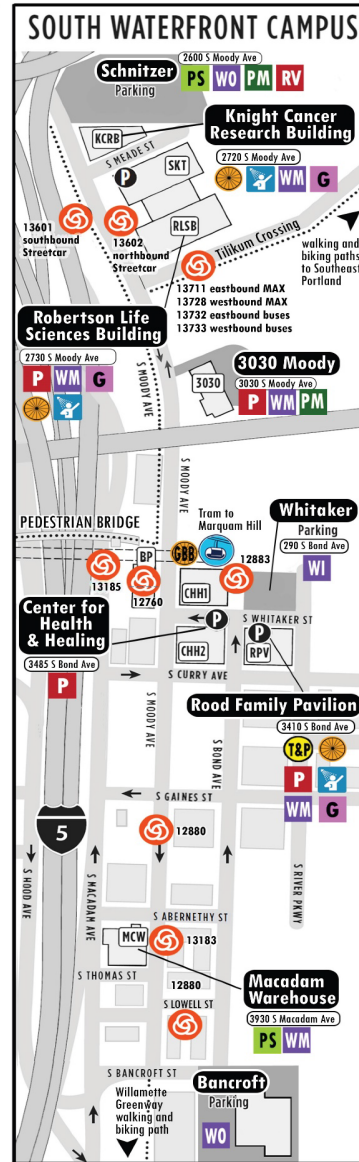 SOUTH WATERFRONT CAMPUS
Schnitzer
Parking
2600 S Moody Ave
PS WO PM RV
KCRB
Knight Cancer
Research Building
2720 S Moody Ave
WM G
S MEADE ST
SKT
P
RLSB
13601
southbound
Streetcar
13602
northbound
Streetcar
Tilikum Crossing
walking and
biking paths
to Southeast
Portland
13711 eastbound MAX
13728 westbound MAX
13732 eastbound buses
13733 westbound buses
Robertson Life
Sciences Building
2730 S Moody Ave
P WM G
S MOODY AVE
3030
3030 Moody
3030 S Moody Ave
P WM PM
S MOODY AVE
PEDESTRIAN BRIDGE
BP
GBB
Tram to
Marquam Hill
12883
Whitaker
Parking
290 S Bond Ave
WI
13185
12760
CHH1
Center for
Health
& Healing
3485 S Bond Ave
P
P
S WHITAKER ST
P
CHH2
RPV
S CURRY AVE
Rood Family Pavilion
3410 S Bond Ave
T&P
P
WM G
S MOODY AVE
S BOND AVE
S GAINES ST
5
12880
S HOOD AVE
S MACADAM AVE
S RIVER PKWY
S ABERNETHY ST
MCW
13183
S THOMAS ST
12880
Macadam
Warehouse
3930 S Macadam Ave
PS WM
S LOWELL ST
S BANCROFT ST
Willamette
Greenway
walking and
biking path
Bancroft
Parking
WO